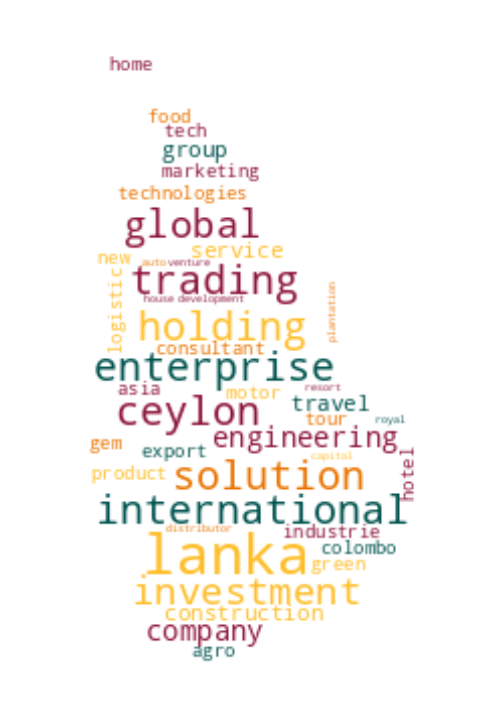 home
food
tech
group
marketing
technologies
global
service
new
auto venture
trading
house development
logistic
plantation
holding
consultant
enterprise
asia
motor
resort
travel
ceylon
tour
royal
engineering
gem
export
capital
product
solution
hotel
international
distributor
industrie
lanka
colombo
green
investment
construction
company
agro